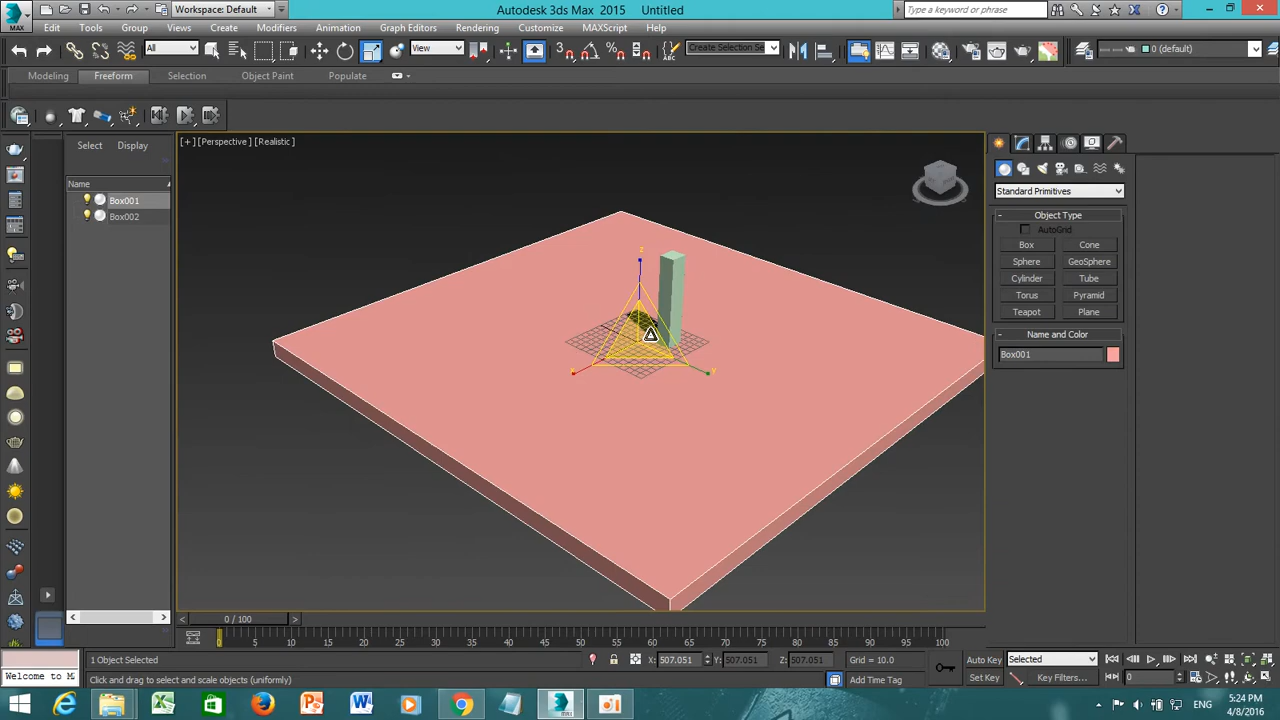 Workspace: Default
Autodesk 3ds Max 2015
Untitled
Type a keyword or phrase
MAX
Edit
Tools
Group
Views
Create
Modifiers
Animation
Graph Editors
Rendering
Customize
MAXScript
Help
All
View
Create Selection Se
0 (default)
Modeling
Freeform
Selection
Object Paint
Populate
Select
Display
[+] [Perspective] [Realistic]
Name
Box001
Box002
z
x
y
Standard Primitives
- Object Type
AutoGrid
Box
Cone
Sphere
GeoSphere
Cylinder
Tube
Torus
Pyramid
Teapot
Plane
- Name and Color
Box001
< 0 / 100 >
0 5 10 15 20 25 30 35 40 45 50 55 60 65 70 75 80 85 90 95 100
1 Object Selected
X: 507.051
Y: 507.051
Z: 507.051
Grid = 10.0
Auto Key
Selected
Welcome to M
Click and drag to select and scale objects (uniformly)
Add Time Tag
Set Key
Key Filters...
0
ENG
5:24 PM
4/8/2016